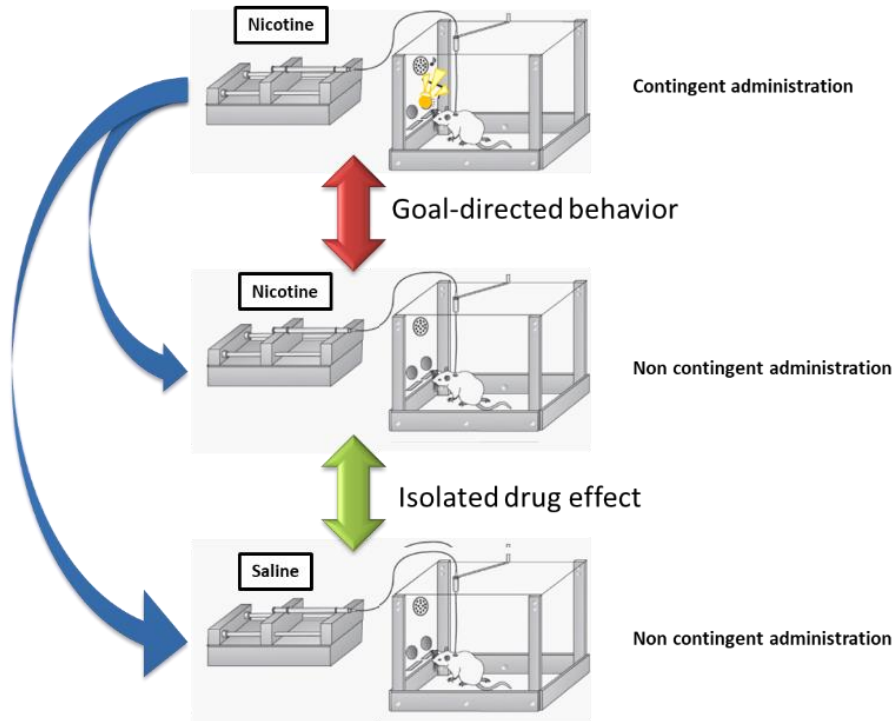 Nicotine
Contingent administration
Goal-directed behavior
Nicotine
Non contingent administration
Isolated drug effect
Saline
Non contingent administration